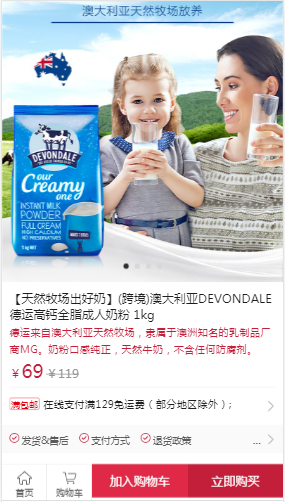 澳大利亚天然牧场放养
DEVONDALE
our
Creamy
one
INSTANT MILK
POWDER
FULL CREAM
HIGH CALCIUM
NO PRESERVATIVES
【天然牧场出好奶】(跨境)澳大利亚DEVONDALE
德运高钙全脂成人奶粉 1kg
德运来自澳大利亚天然牧场，隶属于澳洲知名的乳制品厂
商MG。奶粉口感纯正，天然牛奶，不含任何防腐剂。
￥69 ￥119
满包邮 在线支付满129免运费（部分地区除外）;
发货&售后 支付方式 退货政策 ...
首页 购物车 加入购物车 立即购买